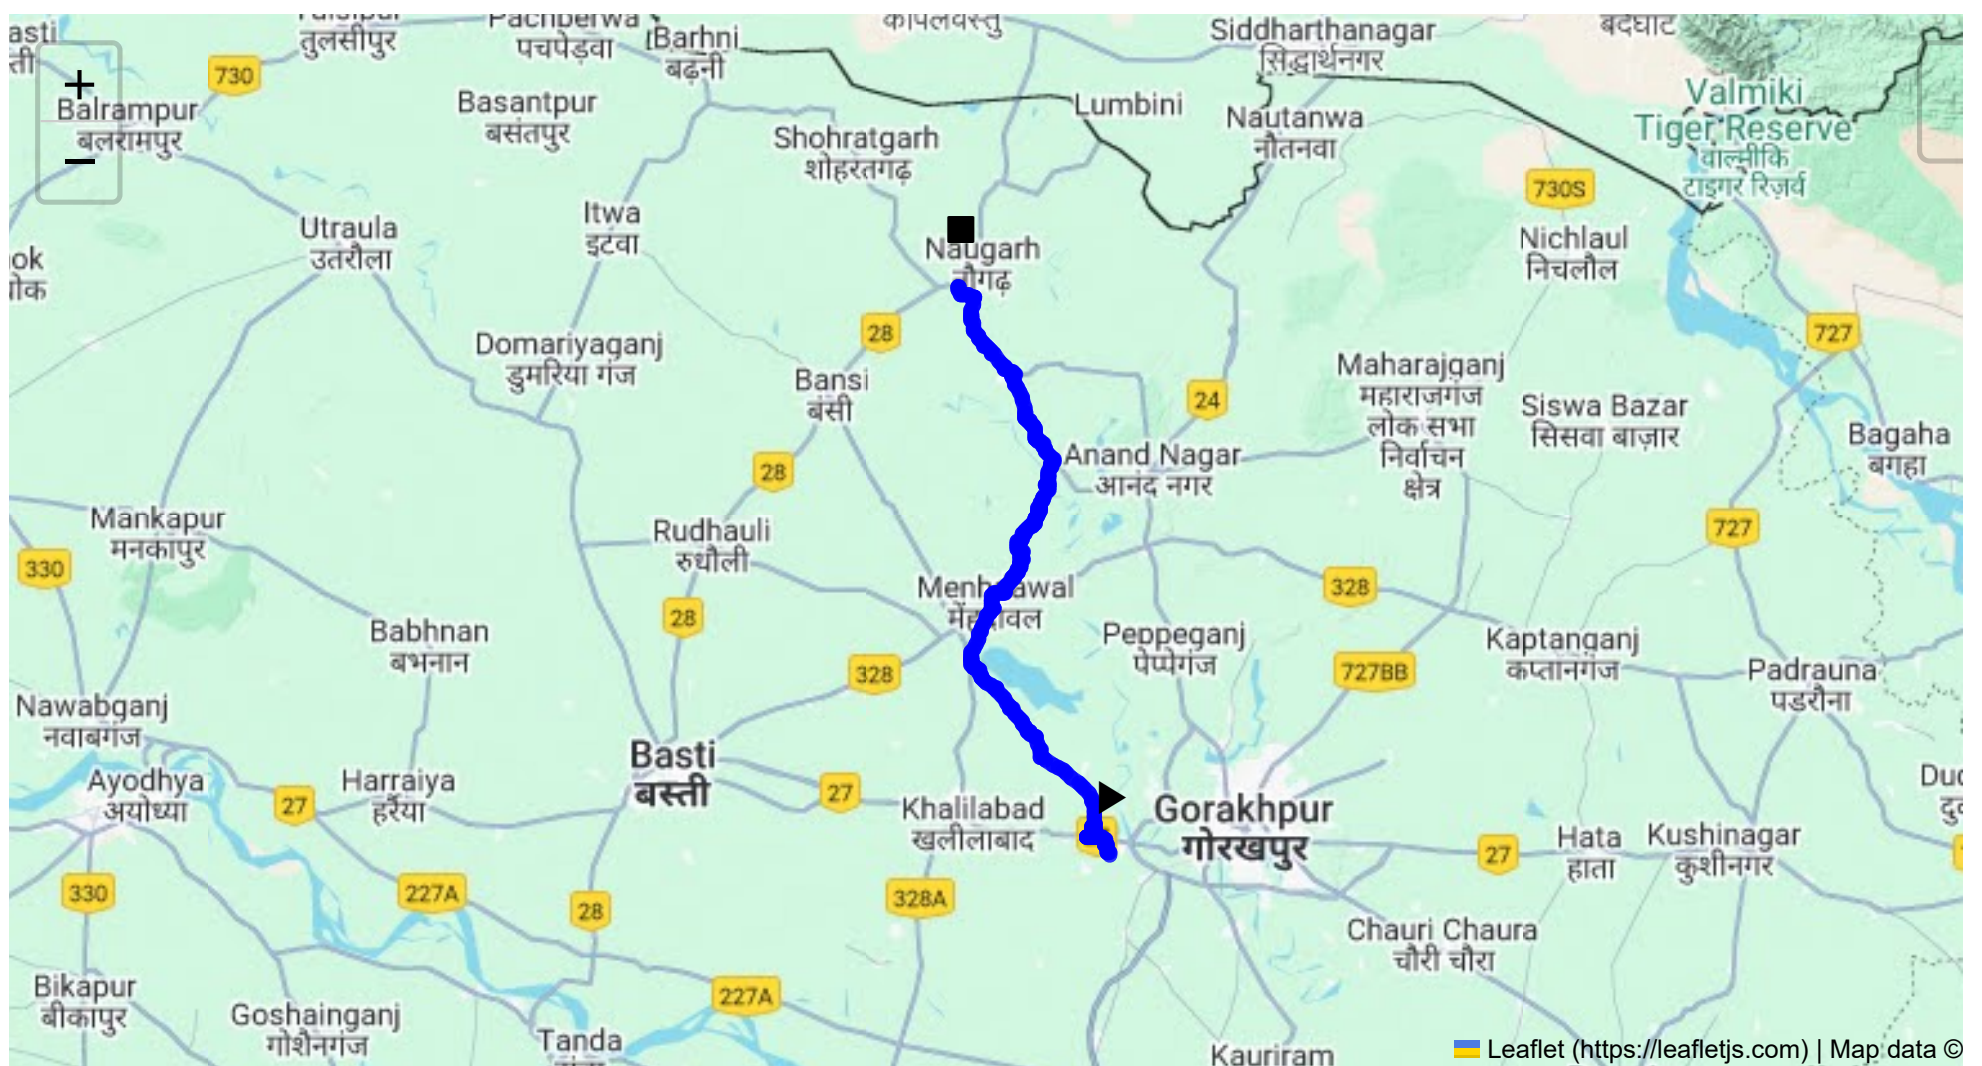 तुलसीपुर
पचपेड़वा
Barhni
बढ़नी
Siddharthanagar
सिद्धार्थनगर
730
+
−
Balrampur
बलरामपुर
Basantpur
बसंतपुर
Shohratgarh
शोहरतगढ़
Lumbini
Nautanwa
नौतनवा
Valmiki
Tiger Reserve
वाल्मीकि
टाइगर रिज़र्व
730S
Utraula
उतरौला
Itwa
इटवा
Naugarh
नौगढ़
Nichlaul
निचलौल
28
727
Domariyaganj
डुमरिया गंज
Bansi
बंसी
24
Maharajganj
महाराजगंज
लोक सभा
निर्वाचन
क्षेत्र
Siswa Bazar
सिसवा बाज़ार
Bagaha
बगहा
28
Anand Nagar
आनंद नगर
Mankapur
मनकापुर
Rudhauli
रुधौली
727
330
28
328
Babhnan
बभनान
Peppeganj
पेप्पेगंज
Kaptanganj
कप्तानगंज
328
727BB
Padrauna
पडरौना
Nawabganj
नवाबगंज
Basti
बस्ती
Ayodhya
अयोध्या
Harraiya
हर्रैया
27
27
Khalilabad
खलीलाबाद
Gorakhpur
गोरखपुर
27
Hata
हाता
Kushinagar
कुशीनगर
330
227A
28
328A
Chauri Chaura
चौरी चौरा
Bikapur
बीकापुर
Goshainganj
गोशैनगंज
227A
Tanda
Kauriram
Leaflet (https://leafletjs.com) | Map data ©